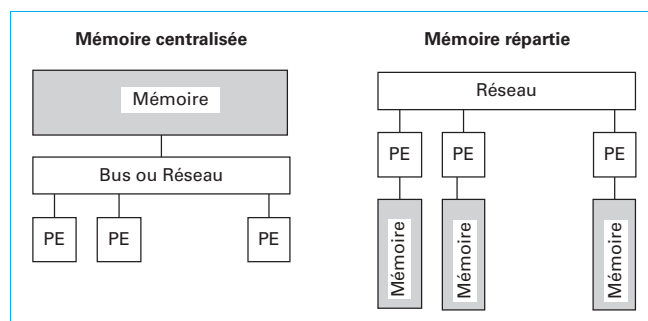 Mémoire centralisée
Mémoire
Bus ou Réseau
PE
PE
PE
Mémoire répartie
Réseau
PE
PE
PE
Mémoire
Mémoire
Mémoire